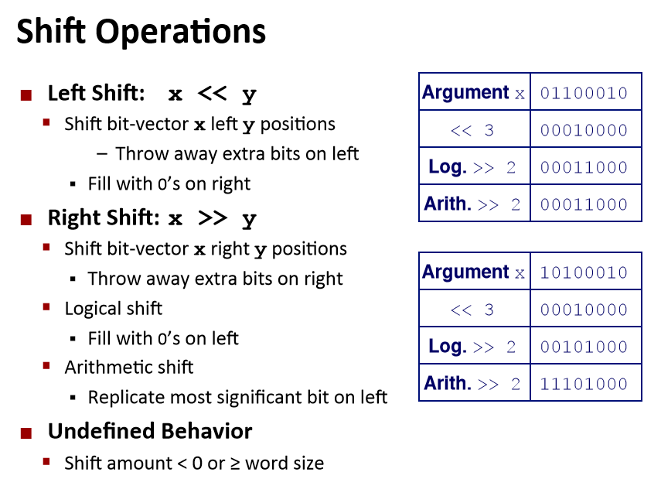 Shift Operations
Left Shift: x << y
Shift bit-vector x left y positions
– Throw away extra bits on left
Fill with 0's on right
Right Shift: x >> y
Shift bit-vector x right y positions
Throw away extra bits on right
Logical shift
Fill with 0's on left
Arithmetic shift
Replicate most significant bit on left
Undefined Behavior
Shift amount < 0 or ≥ word size
Argument x 01100010
<< 3 00010000
Log. >> 2 00011000
Arith. >> 2 00011000
Argument x 10100010
<< 3 00010000
Log. >> 2 00101000
Arith. >> 2 11101000